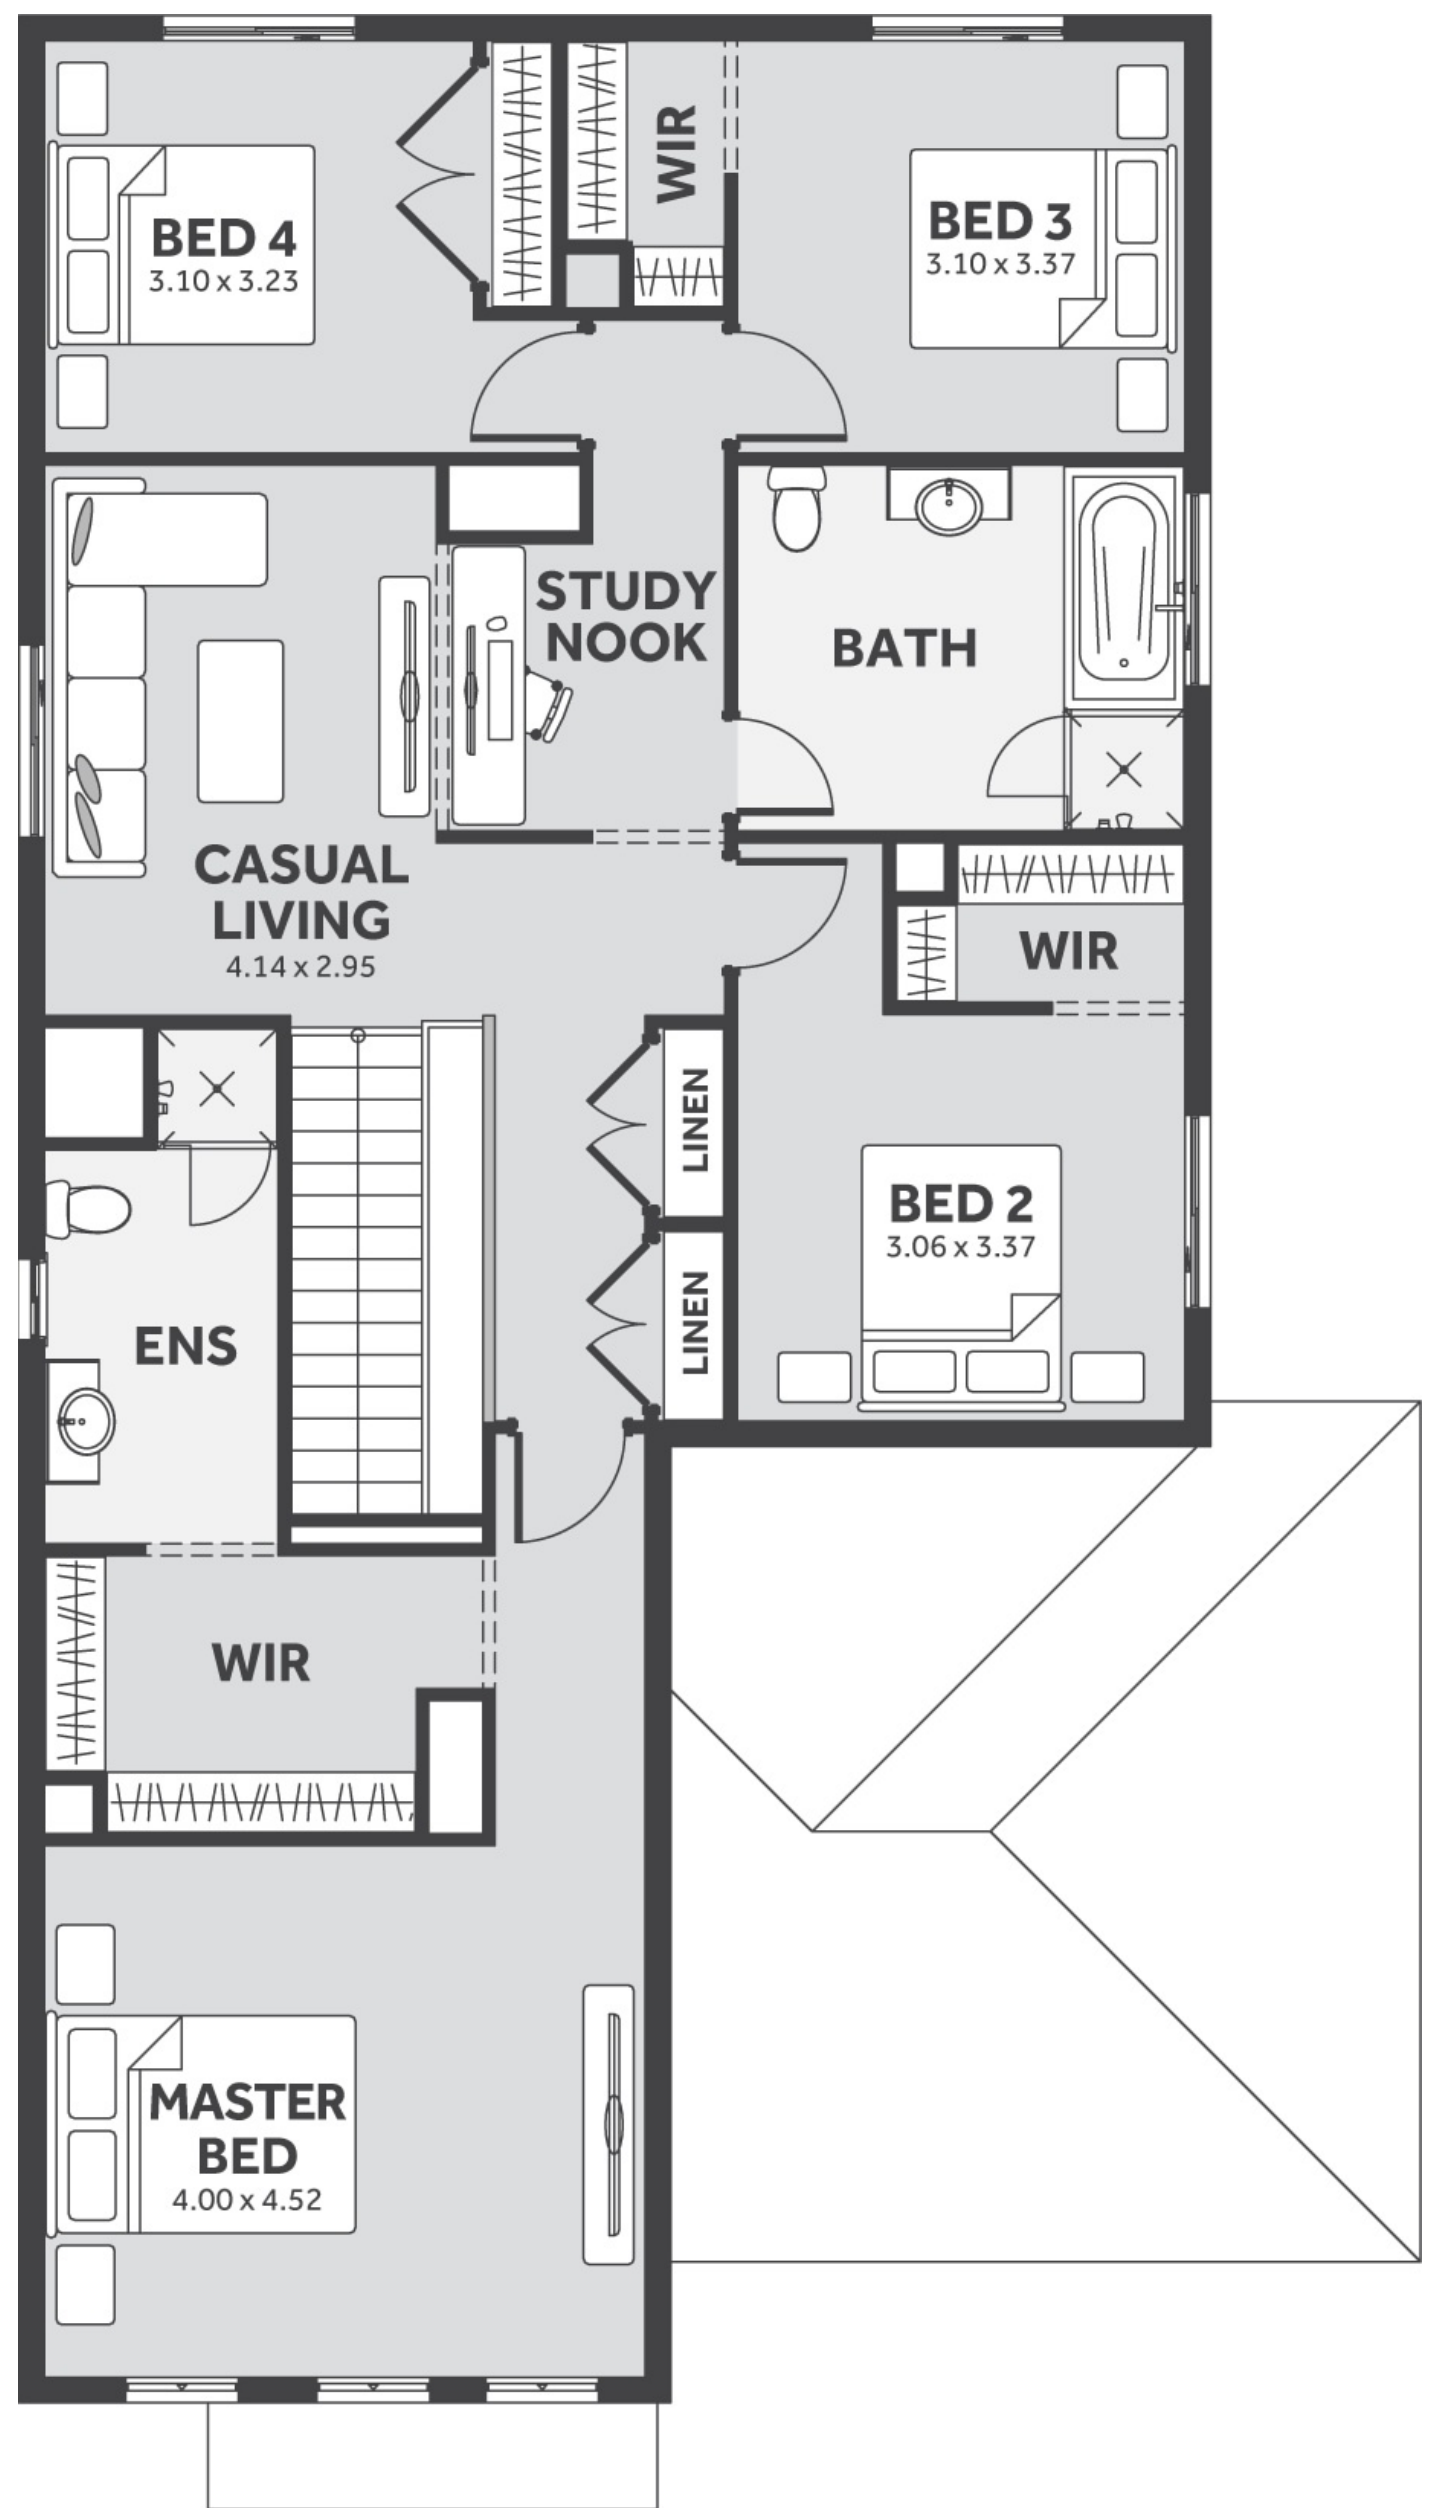 WIR
BED 4
3.10 x 3.23
BED 3
3.10 x 3.37
STUDY
NOOK
BATH
CASUAL
LIVING
4.14 x 2.95
WIR
LINEN
BED 2
3.06 x 3.37
LINEN
ENS
WIR
MASTER
BED
4.00 x 4.52